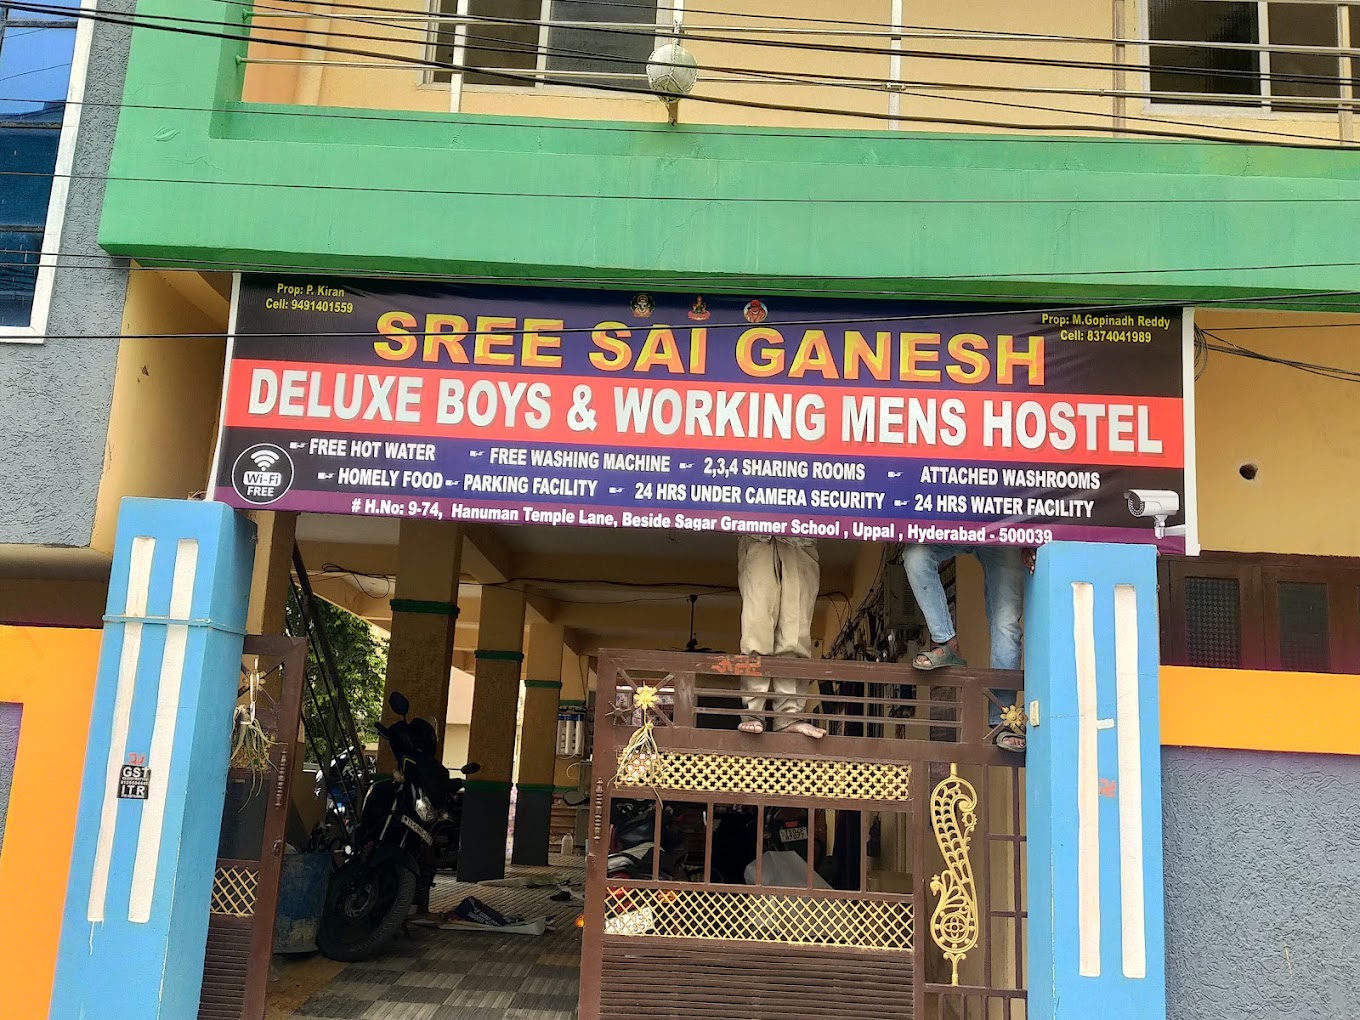 Prop: P. Kiran
Cell: 9491401559
Prop: M.Gopinadh Reddy
Cell: 8374041989
SREE SAI GANESH
DELUXE BOYS & WORKING MENS HOSTEL
FREE HOT WATER FREE WASHING MACHINE 2,3,4 SHARING ROOMS ATTACHED WASHROOMS
HOMELY FOOD PARKING FACILITY 24 HRS UNDER CAMERA SECURITY 24 HRS WATER FACILITY
Wi-Fi
FREE
# H.No: 9-74, Hanuman Temple Lane, Beside Sagar Grammer School , Uppal , Hyderabad - 500039
GST
ITR